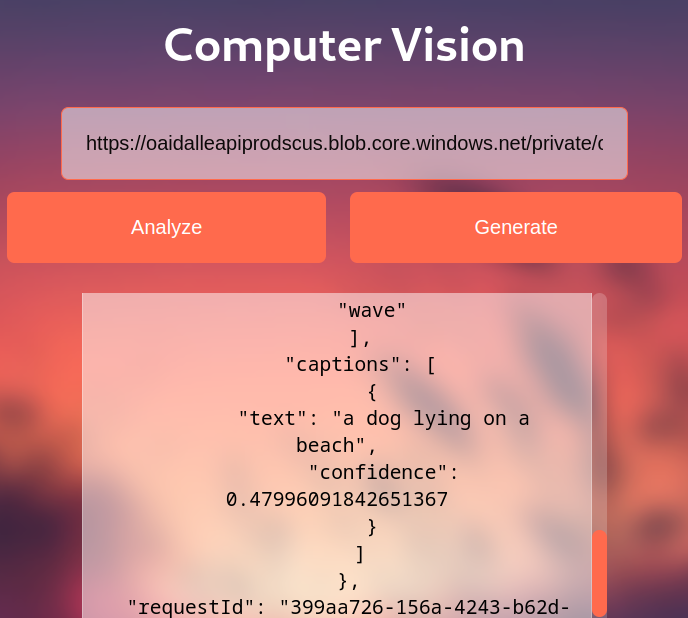 Computer Vision
https://oaidalleapiprodscus.blob.core.windows.net/private/c
Analyze
Generate
"wave"
],
"captions": [
{
"text": "a dog lying on a
beach",
"confidence":
0.47996091842651367
}
]
},
"requestId": "399aa726-156a-4243-b62d-